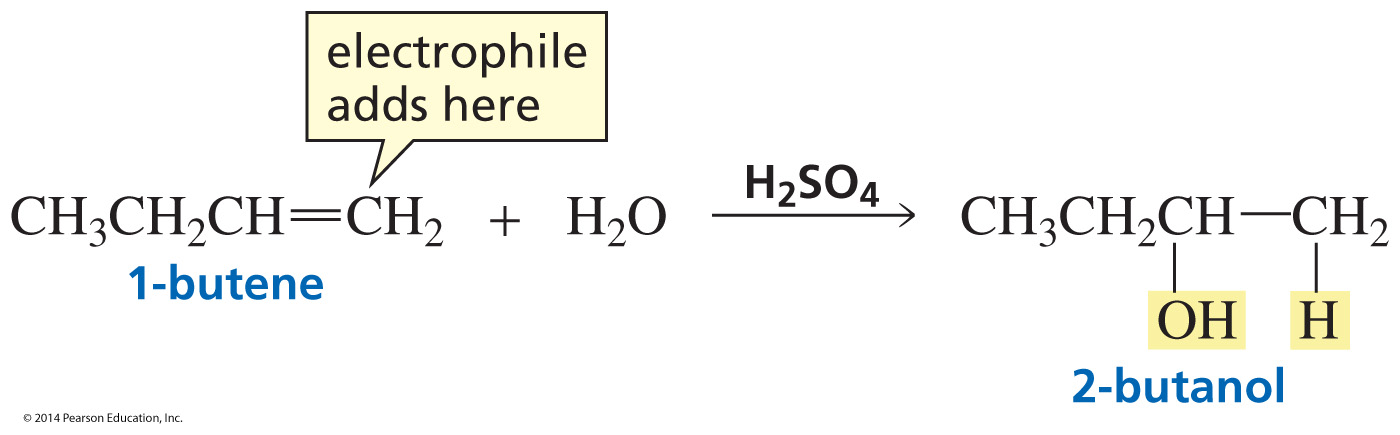 electrophile
adds here
CH₃CH₂CH═CH₂ + H₂O H₂SO₄ → CH₃CH₂CH—CH₂
OH H
1-butene
2-butanol
© 2014 Pearson Education, Inc.